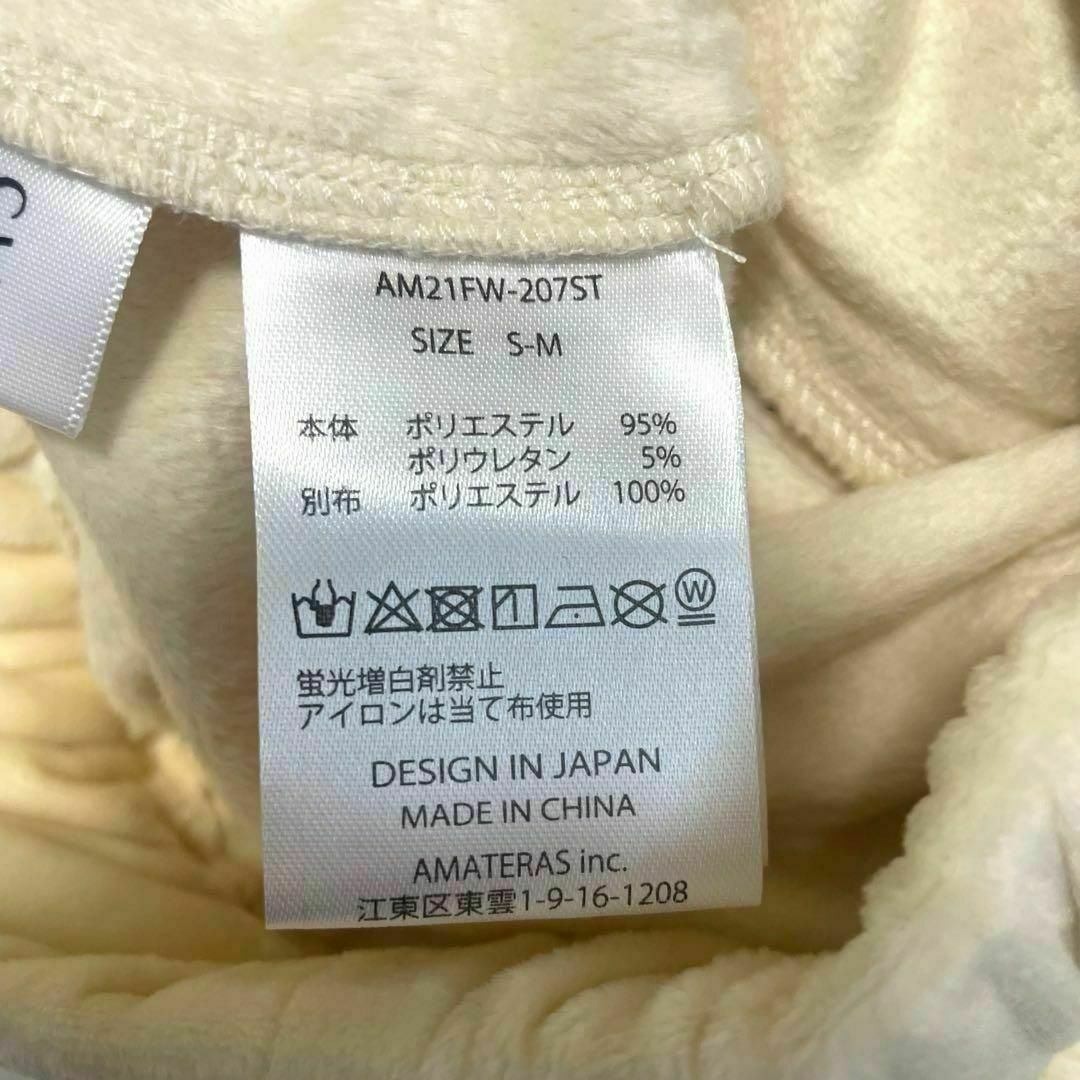 AM21FW-207ST
SIZE S-M
本体 ポリエステル 95%
ポリウレタン 5%
別布 ポリエステル 100%
W
蛍光増白剤禁止
アイロンは当て布使用
DESIGN IN JAPAN
MADE IN CHINA
AMATERAS inc.
江東区東雲1-9-16-1208